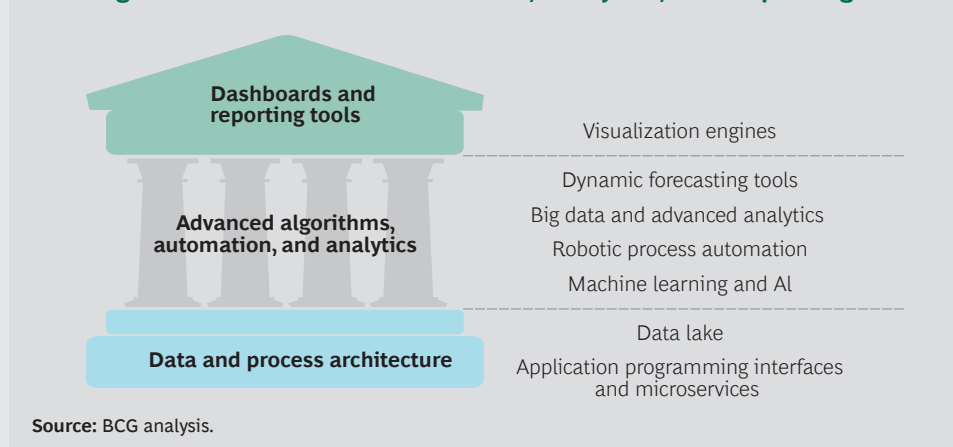 Dashboards and
reporting tools
Visualization engines
Dynamic forecasting tools
Advanced algorithms,
automation, and analytics
Big data and advanced analytics
Robotic process automation
Machine learning and AI
Data and process architecture
Data lake
Application programming interfaces
and microservices
Source: BCG analysis.